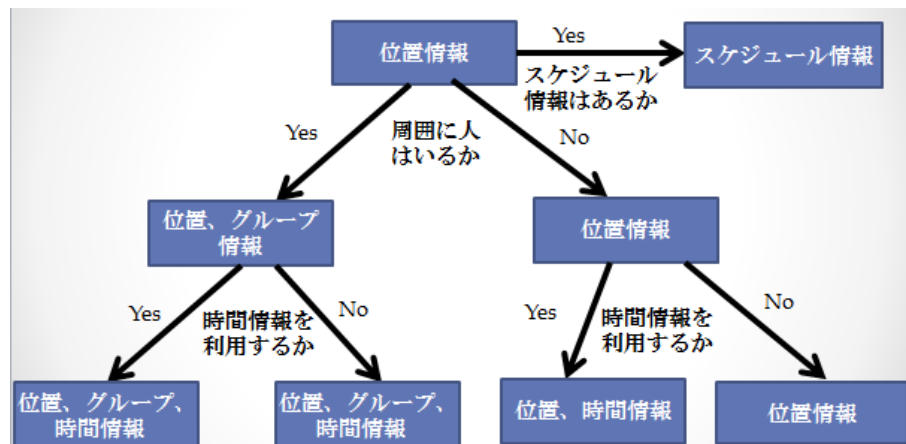 位置情報
Yes
スケジュール
情報はあるか
スケジュール情報
Yes
周囲に人
はいるか
No
位置、グループ
情報
位置情報
Yes
時間情報を
利用するか
No
Yes
時間情報を
利用するか
No
位置、グループ、
時間情報
位置、グループ、
時間情報
位置、時間情報
位置情報